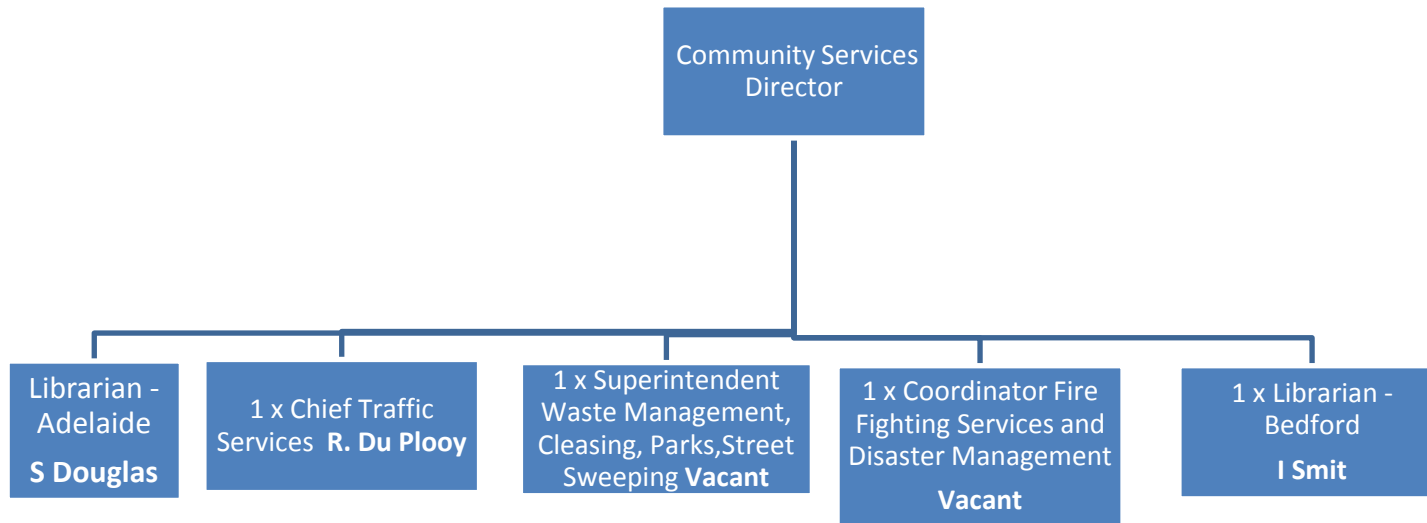 Community Services
Director
Librarian -
Adelaide
S Douglas
1 x Chief Traffic
Services R. Du Plooy
1 x Superintendent
Waste Management,
Cleasing, Parks,Street
Sweeping Vacant
1 x Coordinator Fire
Fighting Services and
Disaster Management
Vacant
1 x Librarian -
Bedford
I Smit